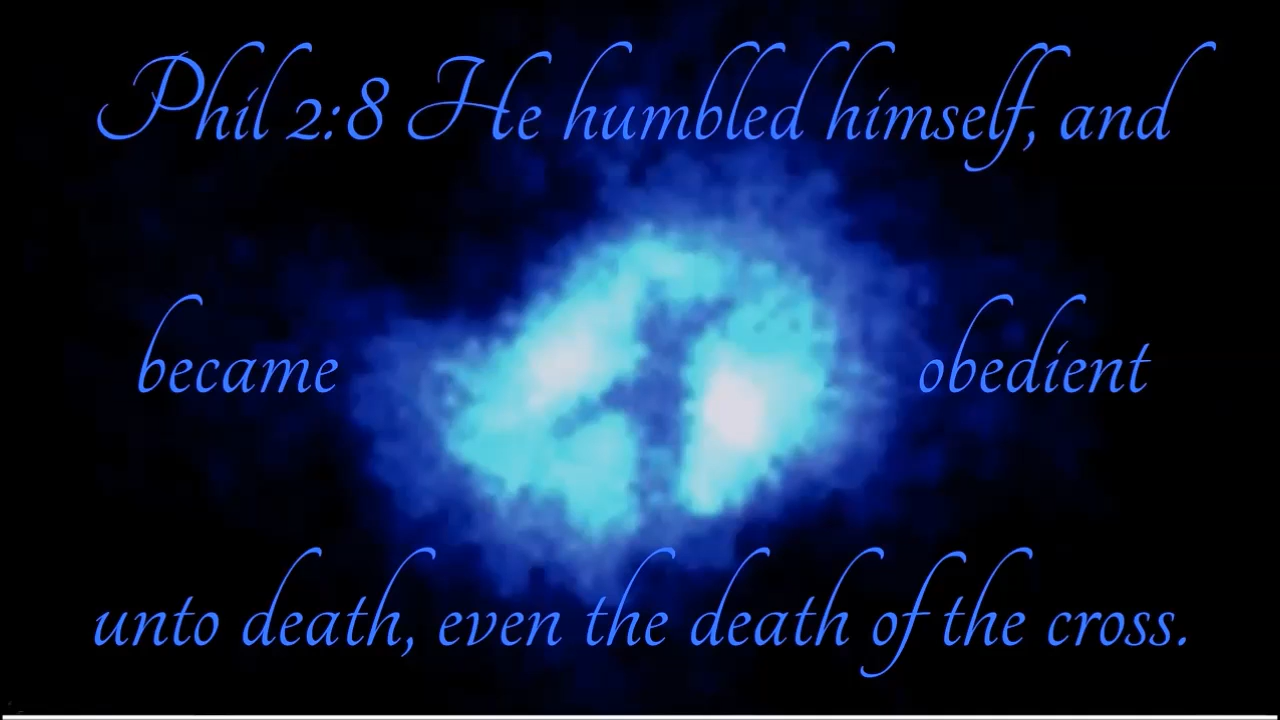 Phil 2:8 He humbled himself, and
became obedient
unto death, even the death of the cross.